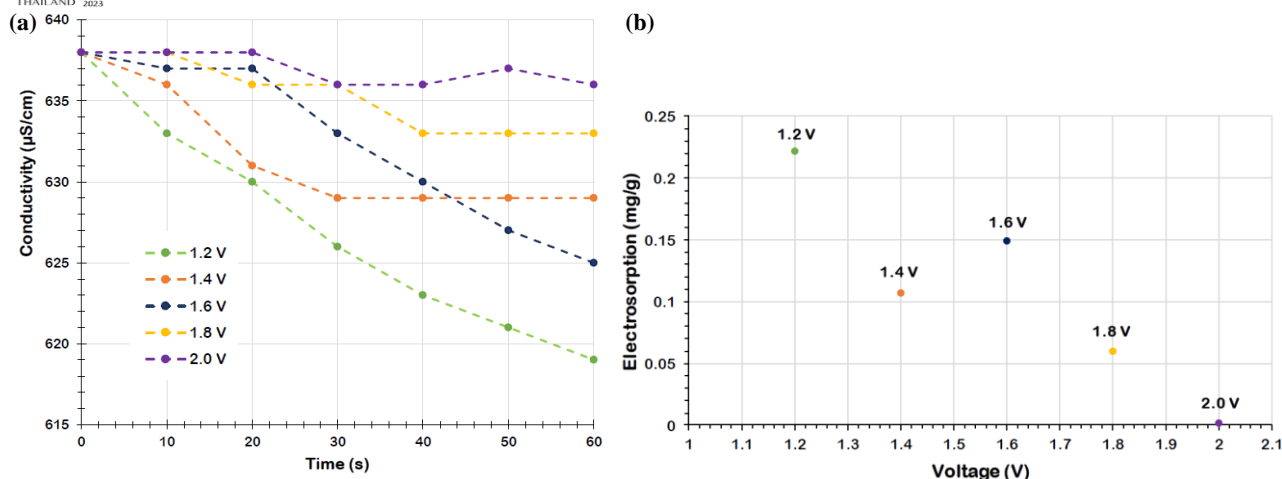 THAILAND 2023
(a)
640
635
630
625
620
615
Conductivity (µS/cm)
1.2 V
1.4 V
1.6 V
1.8 V
2.0 V
0 10 20 30 40 50 60
Time (s)
(b)
0.25
0.2
0.15
0.1
0.05
0
Electrosorption (mg/g)
1.2 V
1.6 V
1.4 V
1.8 V
2.0 V
1 1.1 1.2 1.3 1.4 1.5 1.6 1.7 1.8 1.9 2 2.1
Voltage (V)